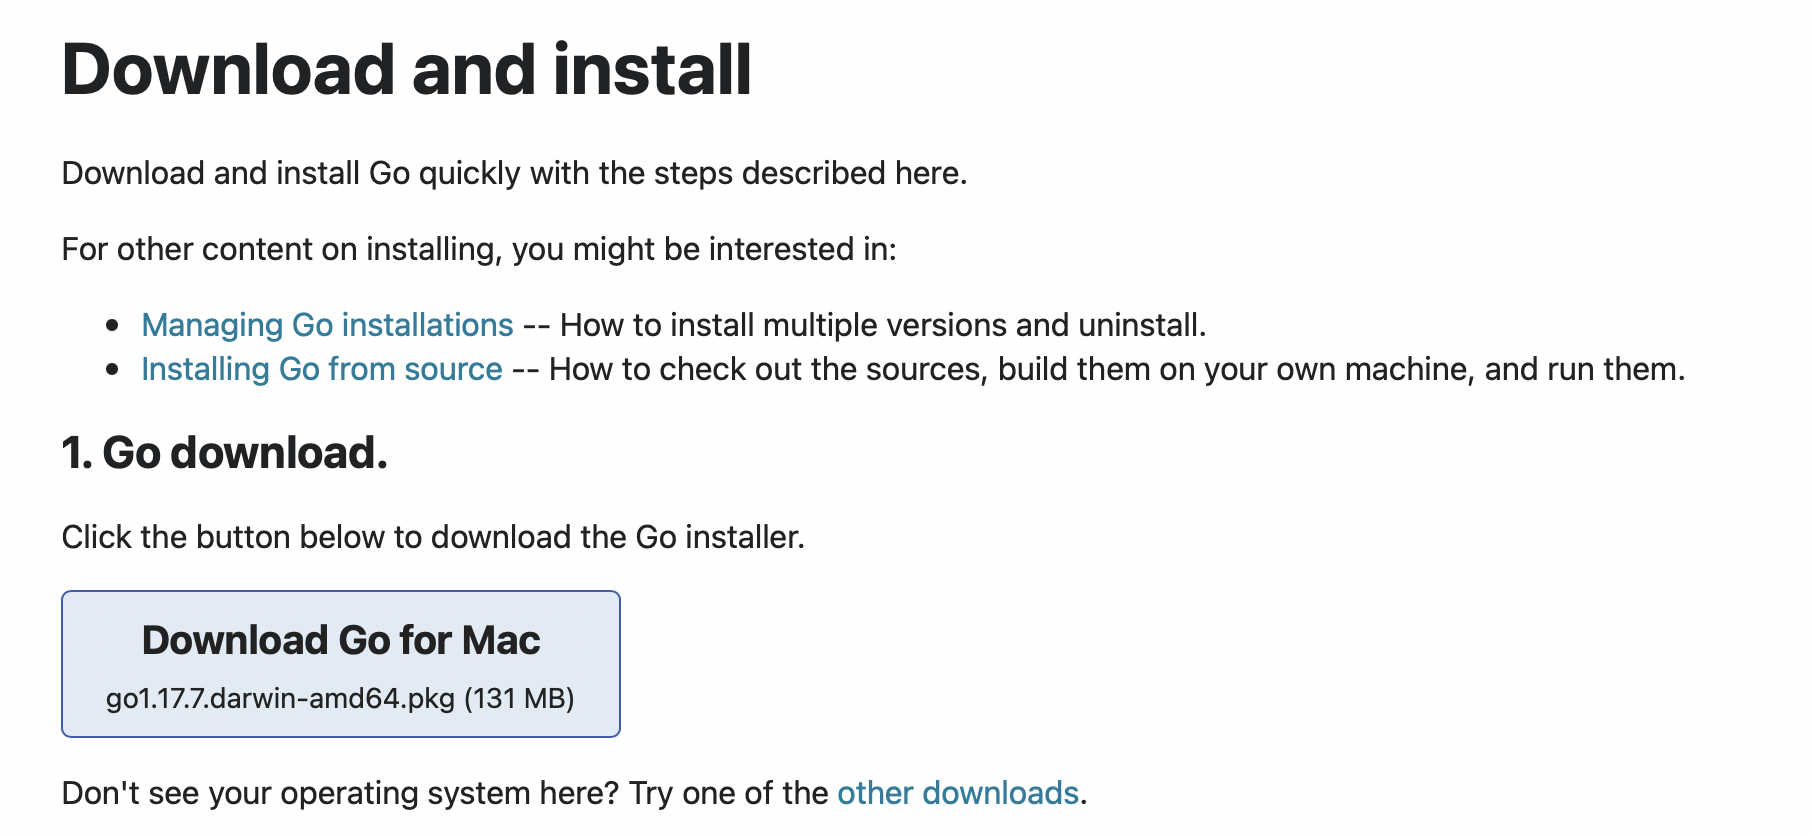 Download and install
Download and install Go quickly with the steps described here.
For other content on installing, you might be interested in:
• Managing Go installations -- How to install multiple versions and uninstall.
• Installing Go from source -- How to check out the sources, build them on your own machine, and run them.
1. Go download.
Click the button below to download the Go installer.
Download Go for Mac
go1.17.7.darwin-amd64.pkg (131 MB)
Don't see your operating system here? Try one of the other downloads.